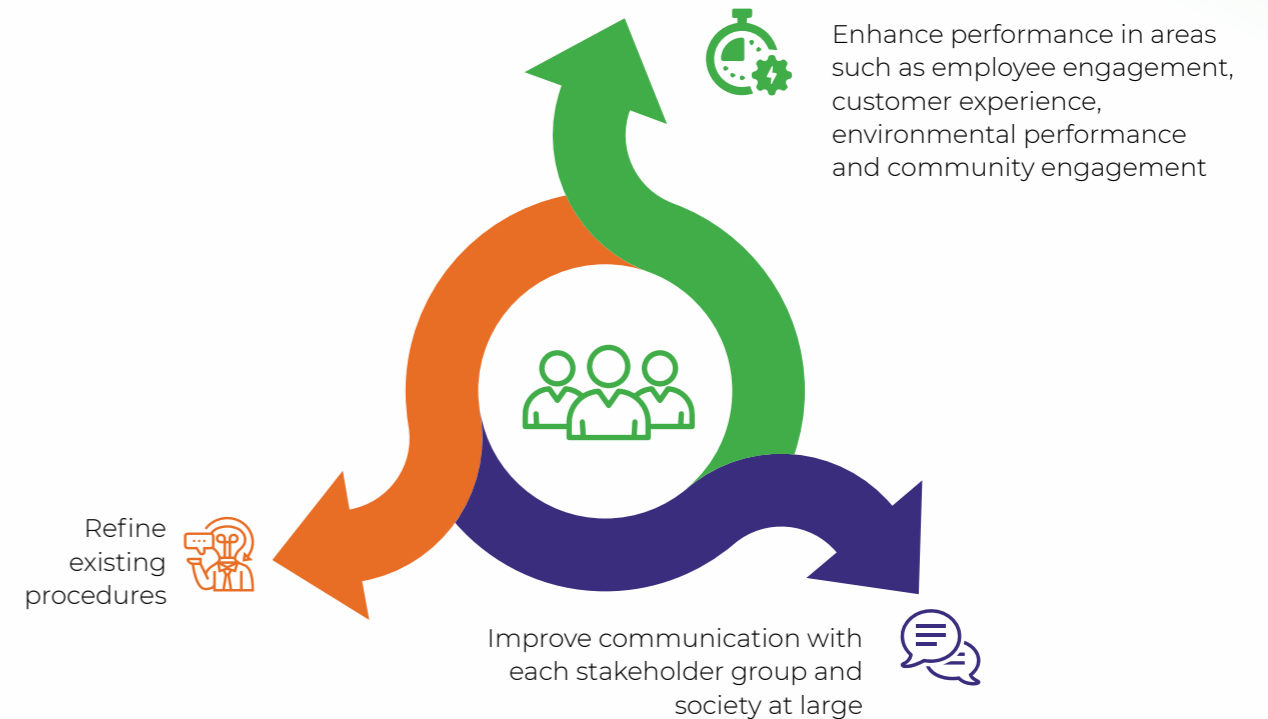 Enhance performance in areas
such as employee engagement,
customer experience,
environmental performance
and community engagement
Refine
existing
procedures
Improve communication with
each stakeholder group and
society at large